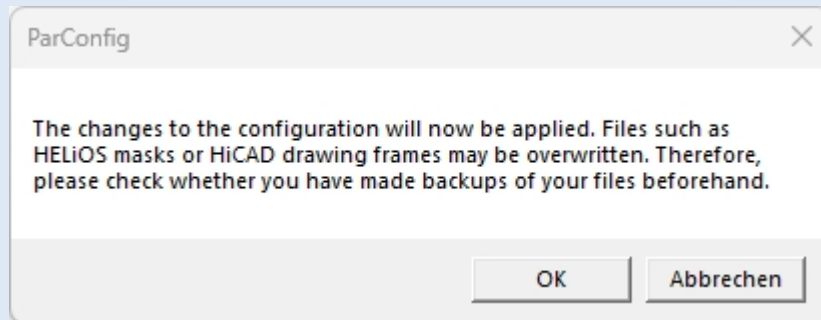 ParConfig
The changes to the configuration will now be applied. Files such as
HELiOS masks or HiCAD drawing frames may be overwritten. Therefore,
please check whether you have made backups of your files beforehand.
OK
Abbrechen